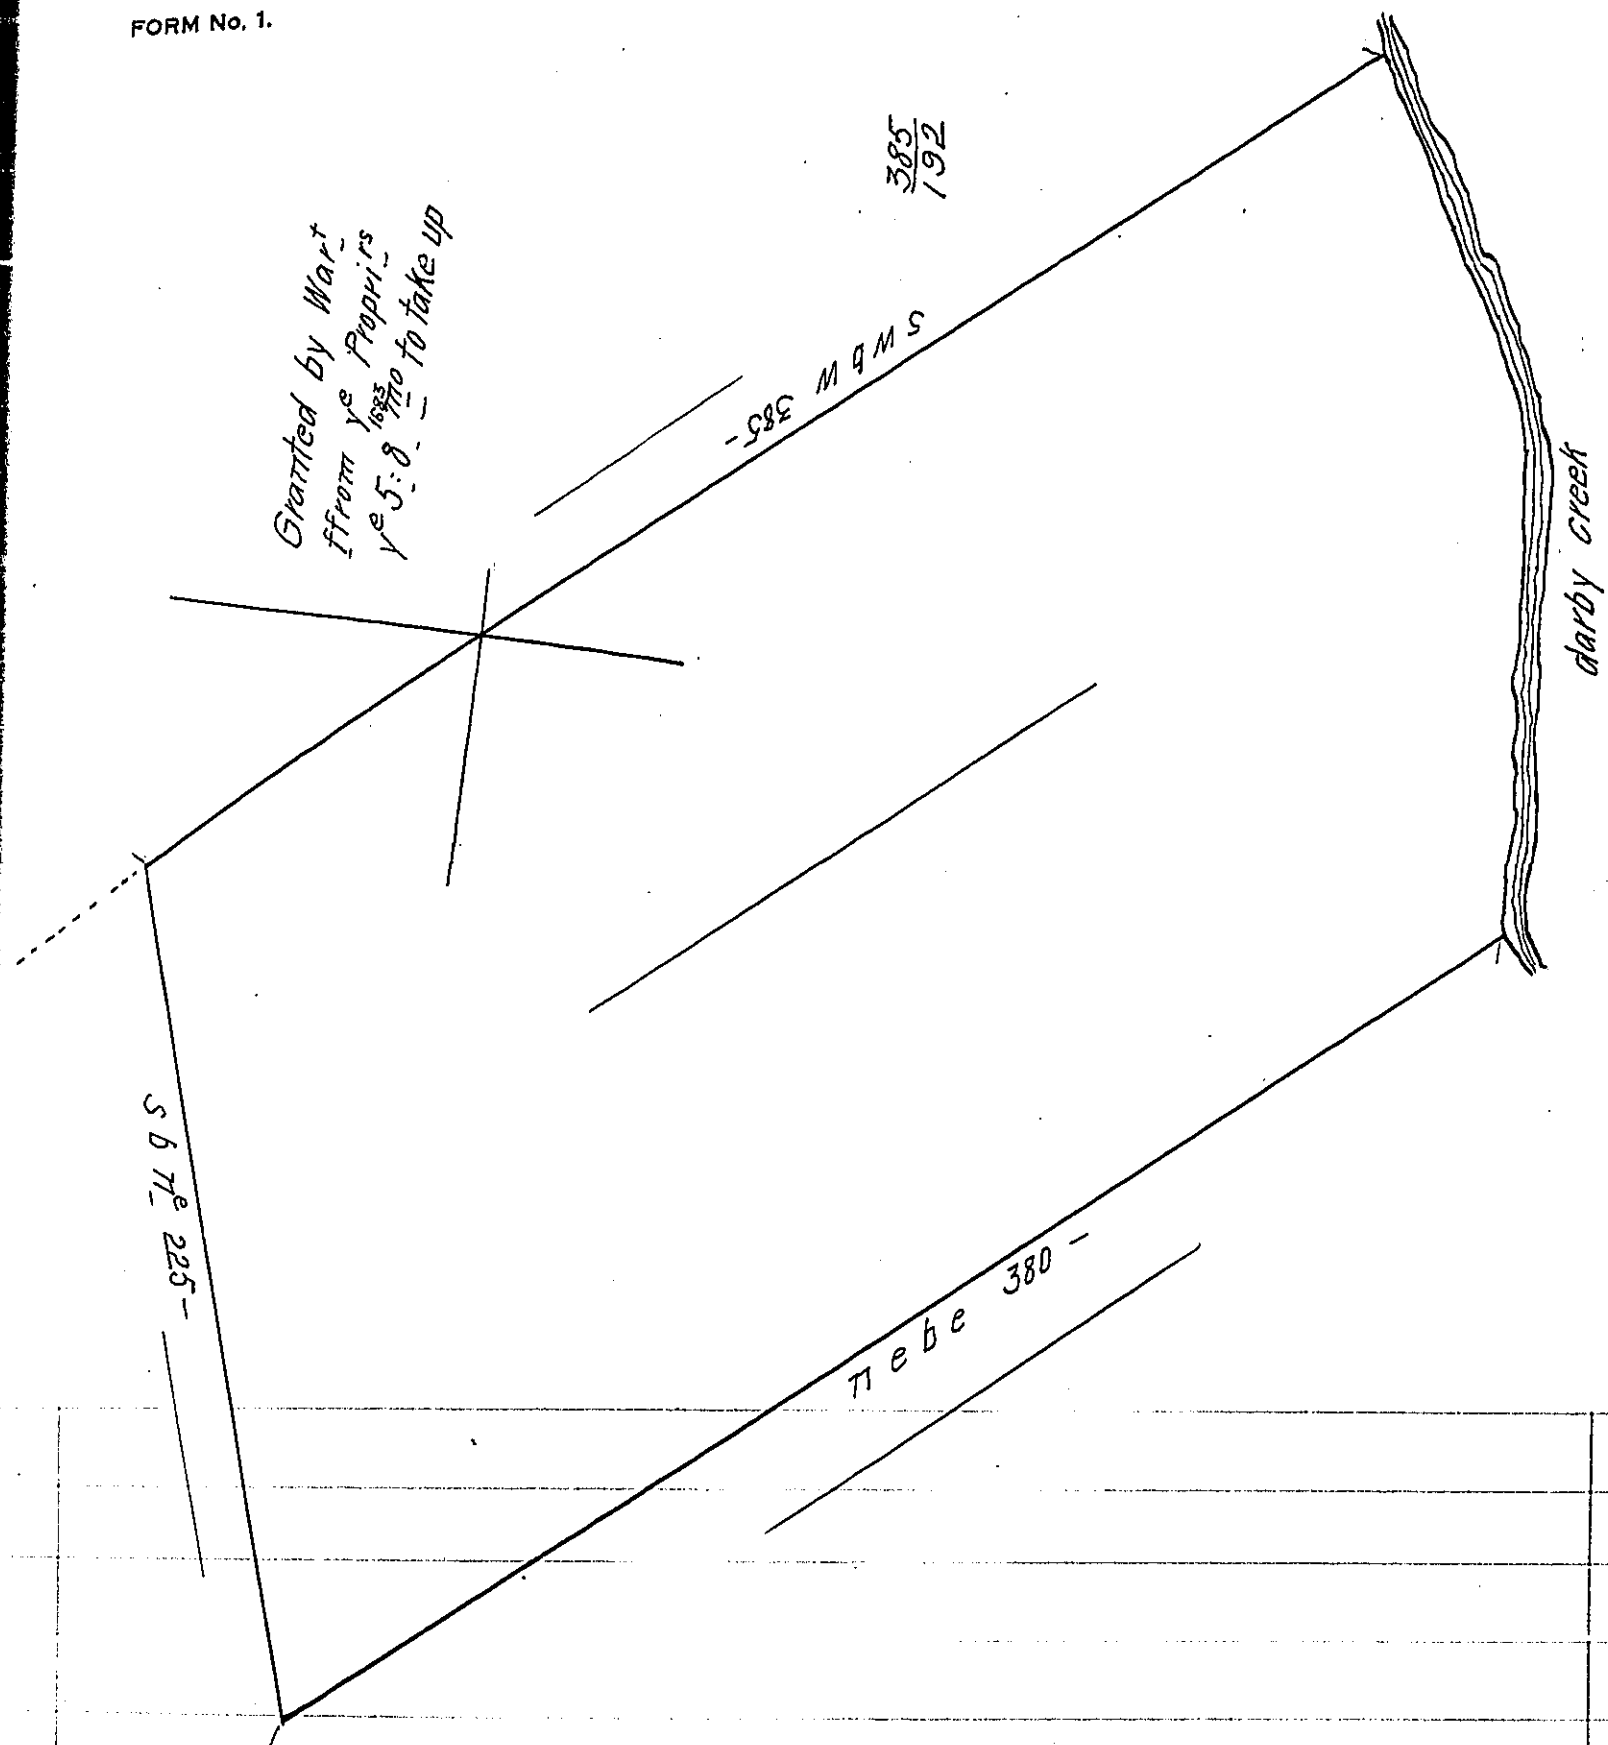 FORM No. 1.
Granted by War^t
ffrom y^e Propri^rs
y^e 5: 8 1683 mo to take up
385
192
s w b w 385-
darby creek
s b n^e 225-
n e b e 380 -